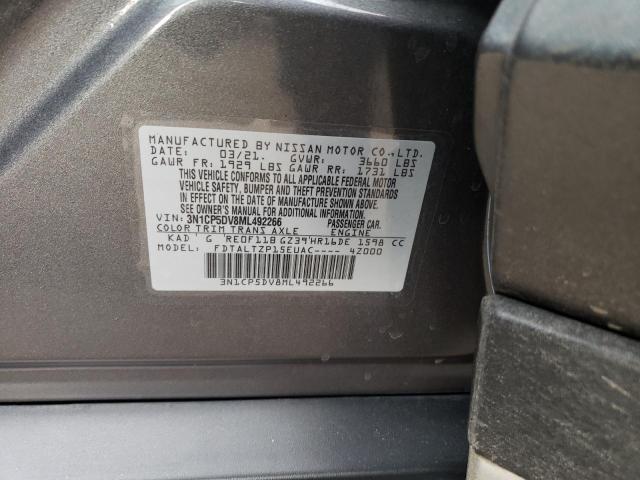 MANUFACTURED BY NISSAN MOTOR CO.,LTD.
DATE: 03/21. GVWR: 3660 LBS
GAWR FR: 1929 LBS GAWR RR: 1731 LBS
THIS VEHICLE CONFORMS TO ALL APPLICABLE FEDERAL MOTOR
VEHICLE SAFETY, BUMPER AND THEFT PREVENTION STANDARDS
IN EFFECT ON THE DATE OF MANUFACTURE SHOWN ABOVE.
SEE OWNER'S MANUAL FOR ADDITIONAL INFORMATION.
VIN: 3N1CP5DV8ML492266 PASSENGER CAR
COLOR TRIM TRANS AXLE ENGINE
KAD G RE0F11B GZ39 HR16DE 1598 CC
MODEL: FDTALTZP15EUAC---- 4Z000
3N1CP5DV8ML492266